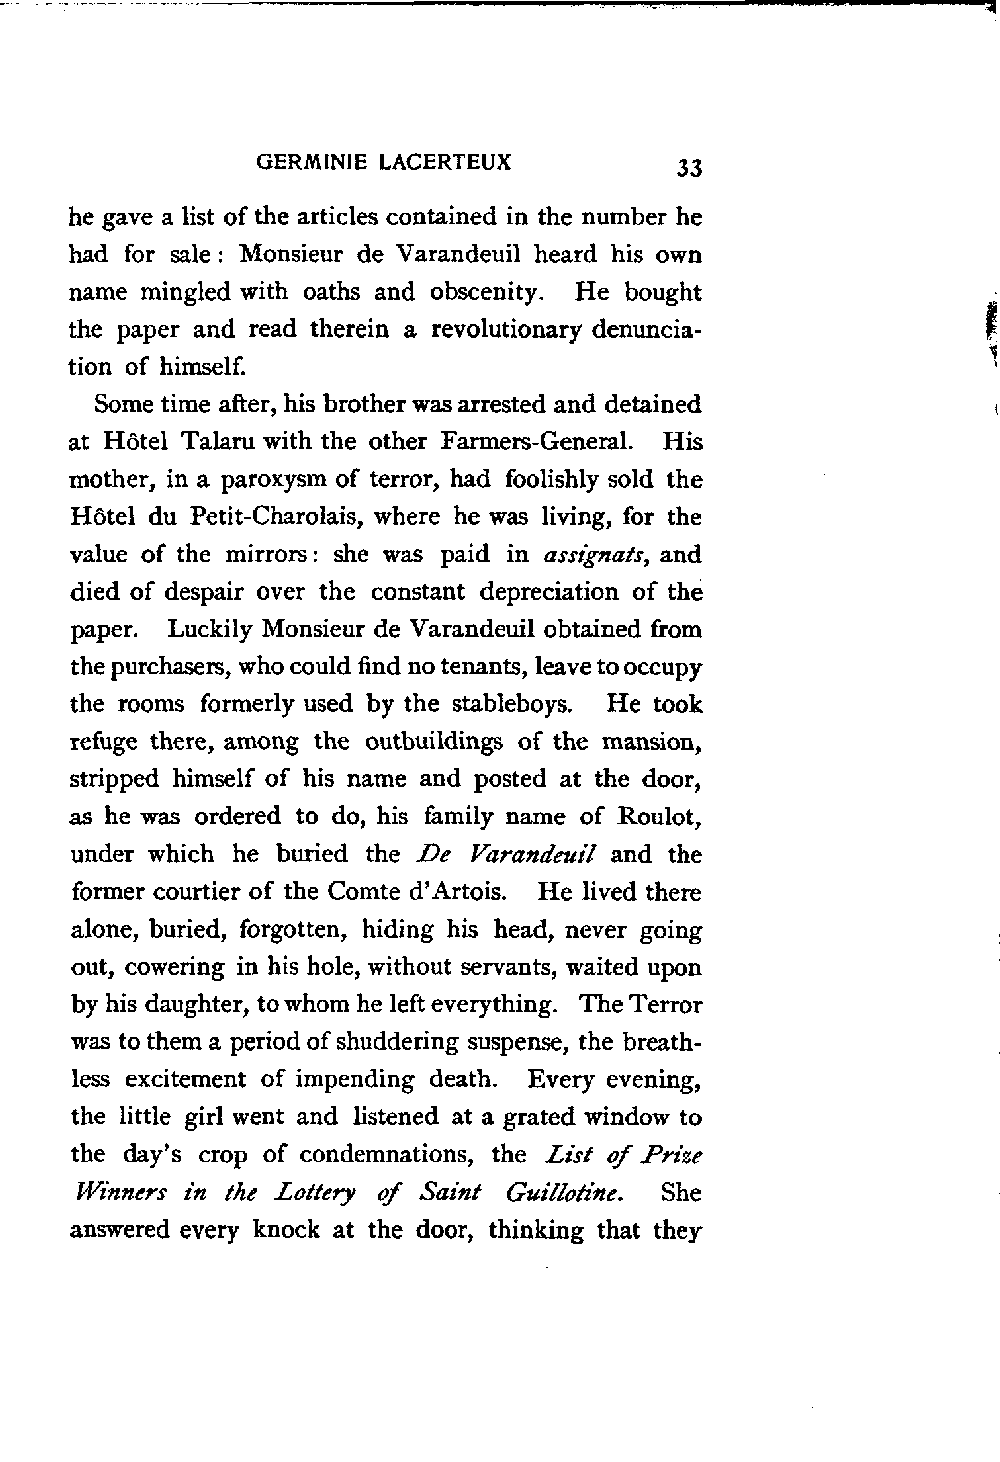 GERMINIE LACERTEUX 33
he gave a list of the articles contained in the number he
had for sale: Monsieur de Varandeuil heard his own
name mingled with oaths and obscenity. He bought
the paper and read therein a revolutionary denuncia-
tion of himself.
Some time after, his brother was arrested and detained
at Hôtel Talaru with the other Farmers-General. His
mother, in a paroxysm of terror, had foolishly sold the
Hôtel du Petit-Charolais, where he was living, for the
value of the mirrors: she was paid in assignats, and
died of despair over the constant depreciation of the
paper. Luckily Monsieur de Varandeuil obtained from
the purchasers, who could find no tenants, leave to occupy
the rooms formerly used by the stableboys. He took
refuge there, among the outbuildings of the mansion,
stripped himself of his name and posted at the door,
as he was ordered to do, his family name of Roulot,
under which he buried the De Varandeuil and the
former courtier of the Comte d'Artois. He lived there
alone, buried, forgotten, hiding his head, never going
out, cowering in his hole, without servants, waited upon
by his daughter, to whom he left everything. The Terror
was to them a period of shuddering suspense, the breath-
less excitement of impending death. Every evening,
the little girl went and listened at a grated window to
the day's crop of condemnations, the List of Prize
Winners in the Lottery of Saint Guillotine. She
answered every knock at the door, thinking that they